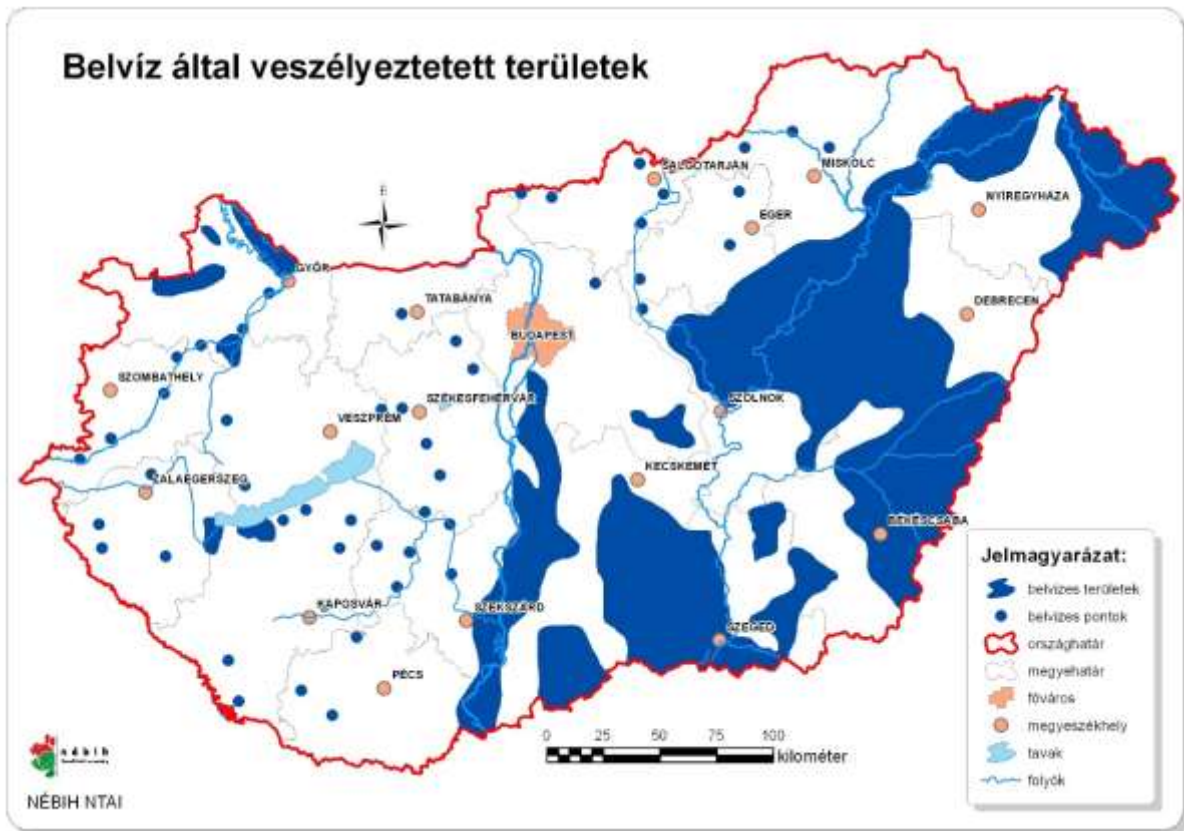 Belvíz által veszélyeztetett területek
É
SALGÓTARJÁN
MISKOLC
NYÍREGYHÁZA
EGER
GYŐR
TATABÁNYA
DEBRECEN
BUDAPEST
SZOMBATHELY
SZÉKESFEHÉRVÁR
VESZPRÉM
SZOLNOK
ZALAEGERSZEG
KECSKEMÉT
BÉKÉSCSABA
KAPOSVÁR
SZEKSZÁRD
SZEGED
PÉCS
Jelmagyarázat:
belvizes területek
belvizes pontok
országhatár
megyehatár
főváros
megyeszékhely
tavak
folyók
0 25 50 75 100
kilométer
nébih
NÉBIH NTAI